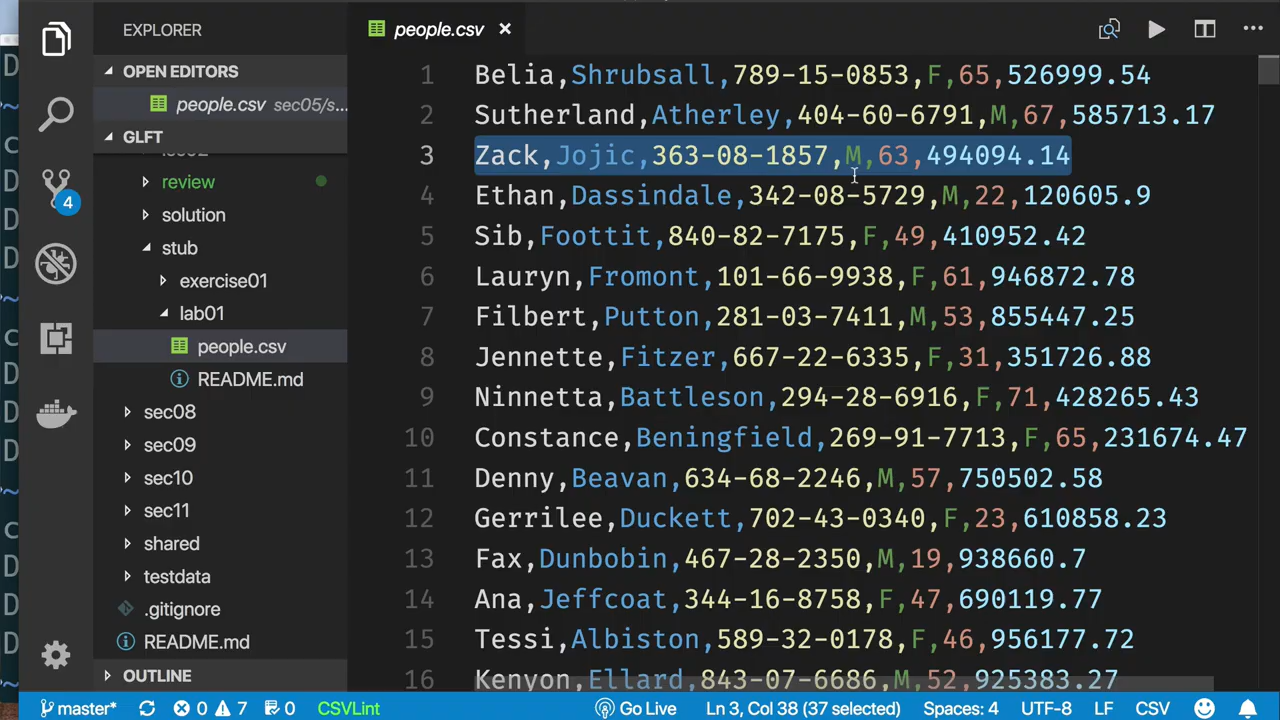 EXPLORER
people.csv
OPEN EDITORS
people.csv sec05/s...
GLFT
review
solution
stub
exercise01
lab01
people.csv
README.md
sec08
sec09
sec10
sec11
shared
testdata
.gitignore
README.md
OUTLINE
4
1 Belia,Shrubsall,789-15-0853,F,65,526999.54
2 Sutherland,Atherley,404-60-6791,M,67,585713.17
3 Zack,Jojic,363-08-1857,M,63,494094.14
4 Ethan,Dassindale,342-08-5729,M,22,120605.9
5 Sib,Foottit,840-82-7175,F,49,410952.42
6 Lauryn,Fromont,101-66-9938,F,61,946872.78
7 Filbert,Putton,281-03-7411,M,53,855447.25
8 Jennette,Fitzer,667-22-6335,F,31,351726.88
9 Ninnetta,Battleson,294-28-6916,F,71,428265.43
10 Constance,Beningfield,269-91-7713,F,65,231674.47
11 Denny,Beavan,634-68-2246,M,57,750502.58
12 Gerrilee,Duckett,702-43-0340,F,23,610858.23
13 Fax,Dunbobin,467-28-2350,M,19,938660.7
14 Ana,Jeffcoat,344-16-8758,F,47,690119.77
15 Tessi,Albiston,589-32-0178,F,46,956177.72
16 Kenyon,Ellard,843-07-6686,M,52,925383.27
master* 0 7 0 CSVLint Go Live Ln 3, Col 38 (37 selected) Spaces: 4 UTF-8 LF CSV